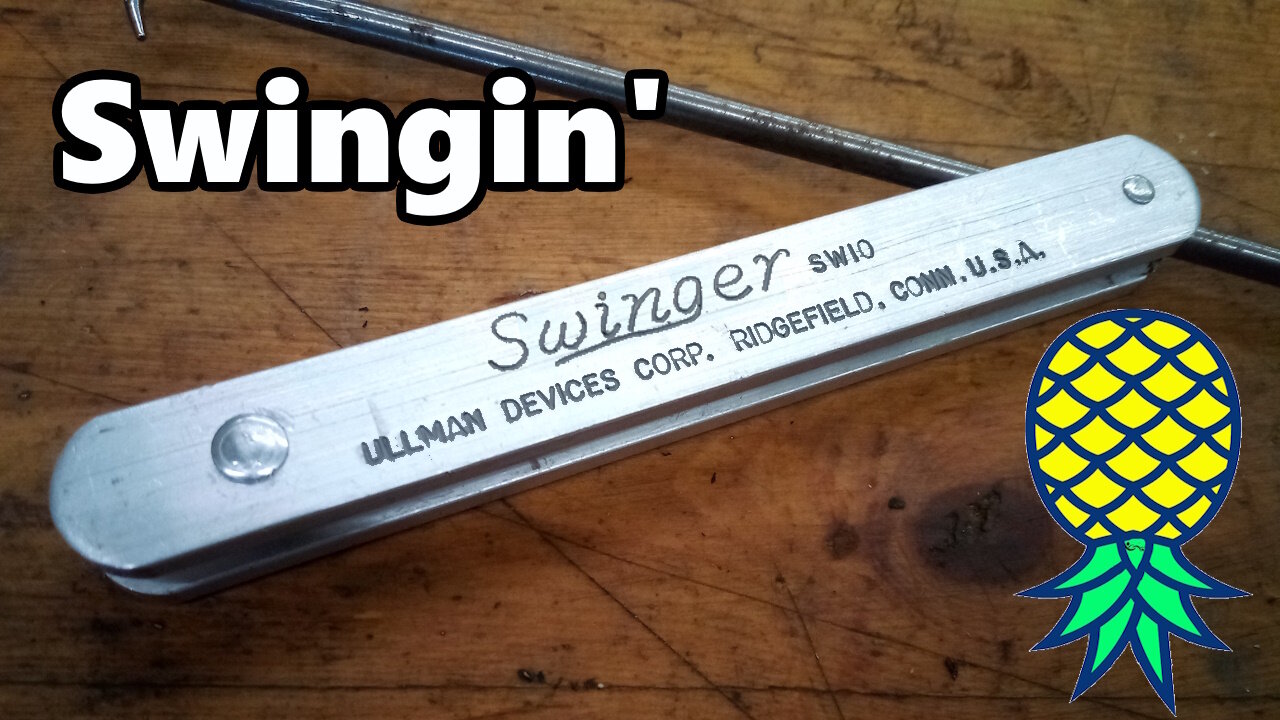 Swingin'
Swinger SW10
ULLMAN DEVICES CORP. RIDGEFIELD, CONN. U.S.A.